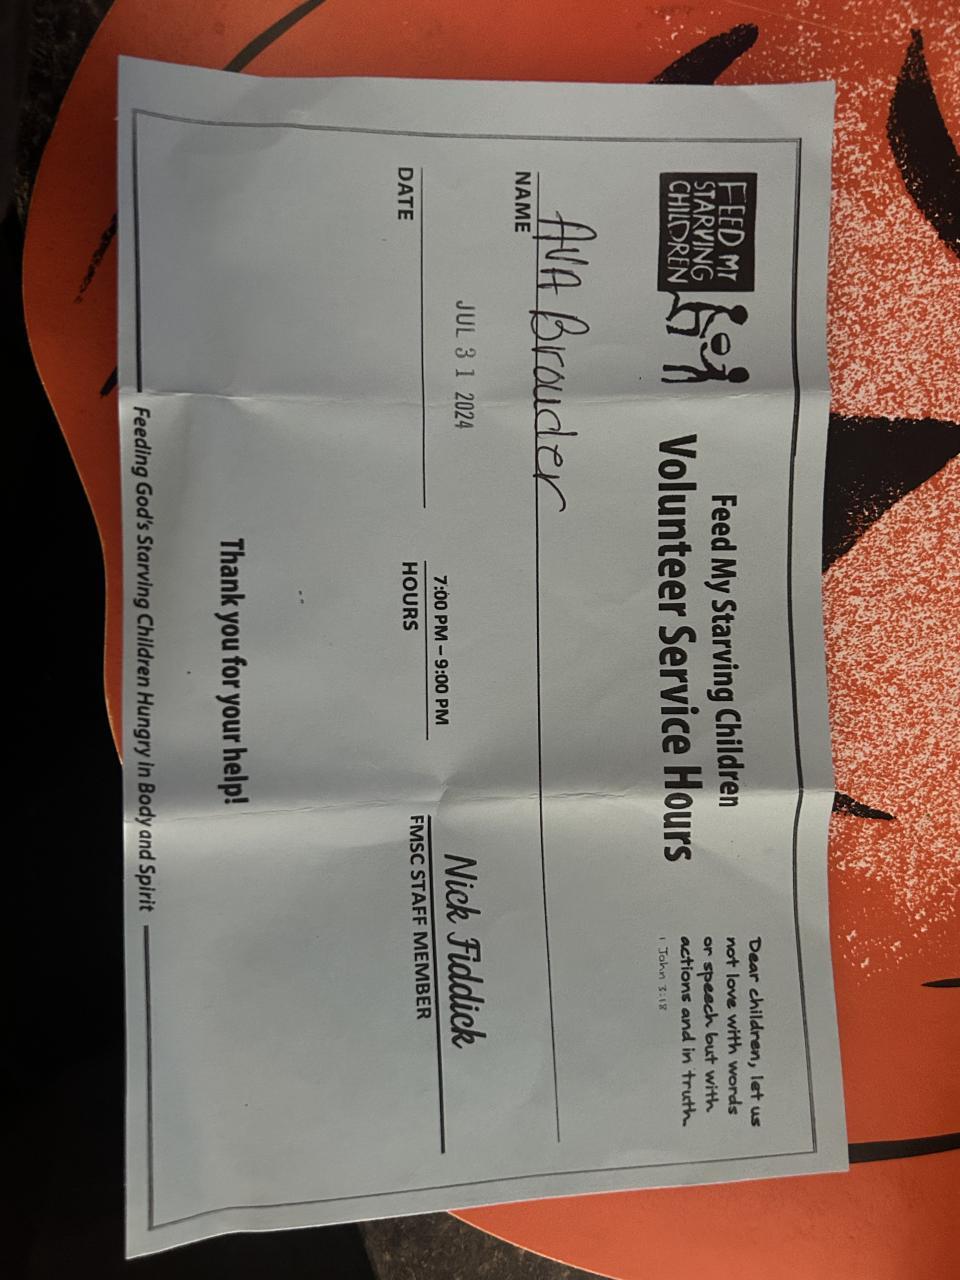 FEED MY
STARVING
CHILDREN
Feed My Starving Children
Volunteer Service Hours
Dear children, let us
not love with words
or speech but with
actions and in truth.
1 John 3:18
AVA Brouder
NAME
JUL 31 2024
DATE
7:00 PM – 9:00 PM
HOURS
Nick Fiddick
FMSC STAFF MEMBER
Thank you for your help!
Feeding God's Starving Children Hungry in Body and Spirit